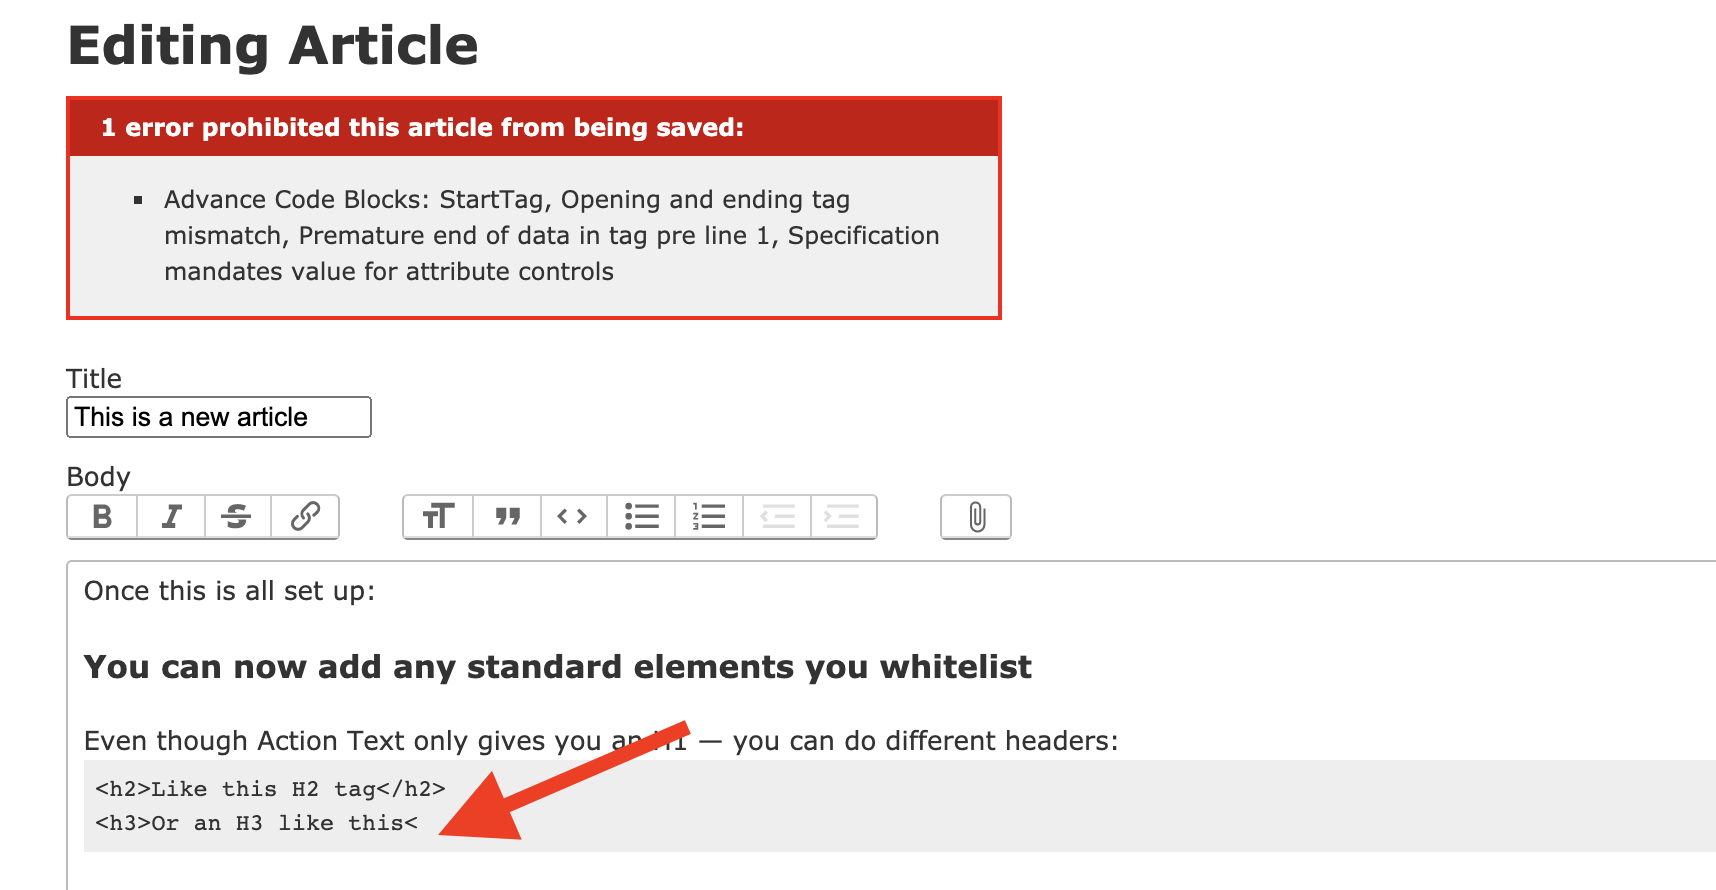 Editing Article
1 error prohibited this article from being saved:
Advance Code Blocks: StartTag, Opening and ending tag
mismatch, Premature end of data in tag pre line 1, Specification
mandates value for attribute controls
Title
This is a new article
Body
Once this is all set up:
You can now add any standard elements you whitelist
Even though Action Text only gives you an H1 — you can do different headers:
<h2>Like this H2 tag</h2>
<h3>Or an H3 like this<